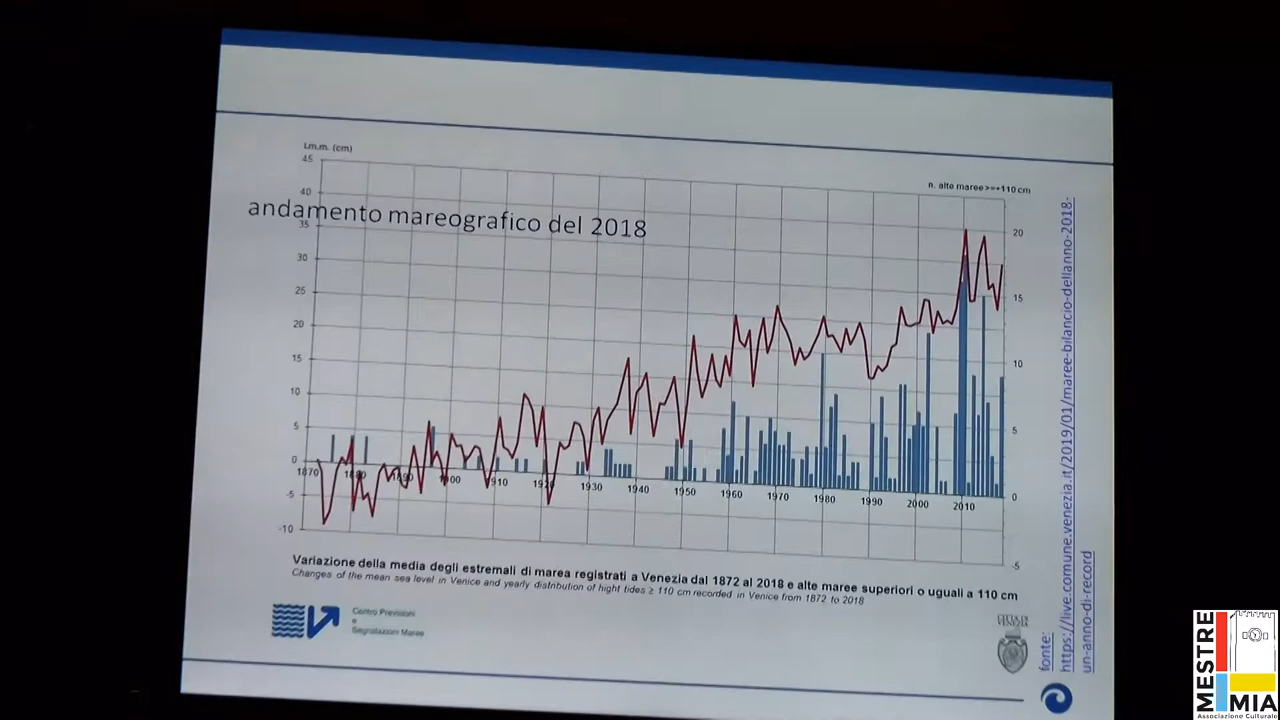 l.m.m. (cm)
n. alte maree >=+110 cm
45
40
andamento mareografico del 2018
35
30
25
20
15
10
5
0
-5
-10
20
15
10
5
0
-5
1870
1880
1890
1900
1910
1920
1930
1940
1950
1960
1970
1980
1990
2000
2010
Variazione della media degli estremali di marea registrati a Venezia dal 1872 al 2018 e alte maree superiori o uguali a 110 cm
Changes of the mean sea level in Venice and yearly distribution of hight tides ≥ 110 cm recorded in Venice from 1872 to 2018
Centro Previsioni
e
Segnalazioni Maree
fonte:
https://live.comune.venezia.it/2019/01/maree-bilancio-dellanno-2018-
un-anno-di-record
MESTRE
MIA
Associazione Culturale